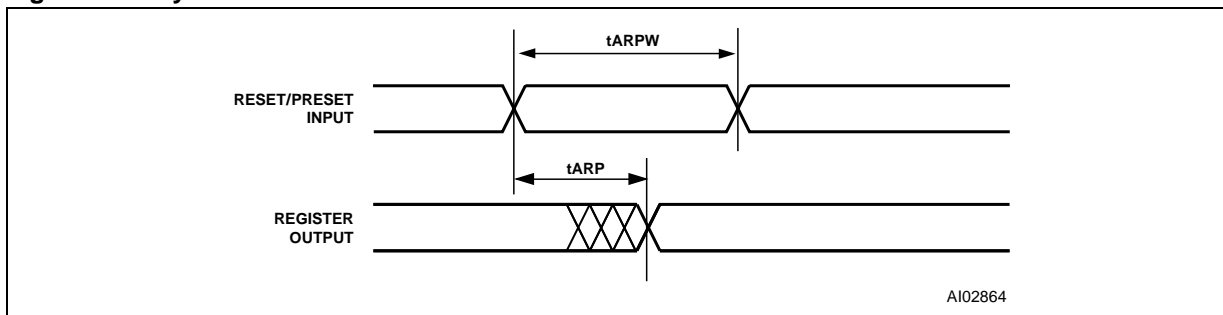 tARPW
RESET/PRESET
INPUT
tARP
REGISTER
OUTPUT
AI02864